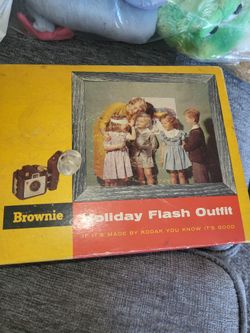 Brownie
Holiday Flash Outfit
IF IT'S MADE BY KODAK YOU KNOW IT'S GOOD